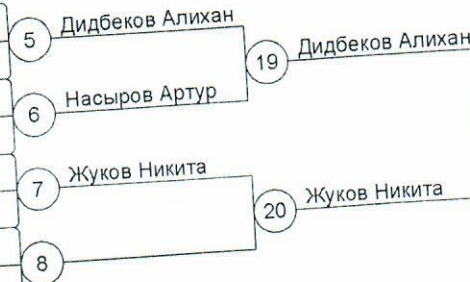 5 Дидбеков Алихан
19 Дидбеков Алихан
6 Насыров Артур
7 Жуков Никита
20 Жуков Никита
8